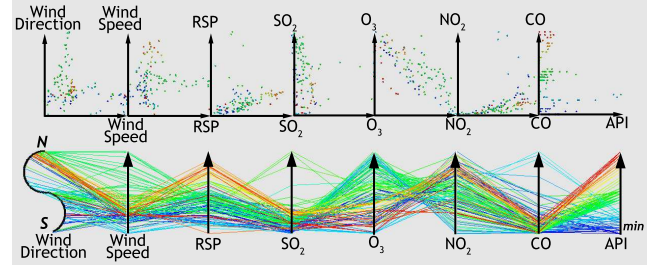 Wind Direction
Wind Speed
RSP
SO₂
O₃
NO₂
CO
Wind Speed
RSP
SO₂
O₃
NO₂
CO
API
N
S
min
Wind Direction
Wind Speed
RSP
SO₂
O₃
NO₂
CO
API